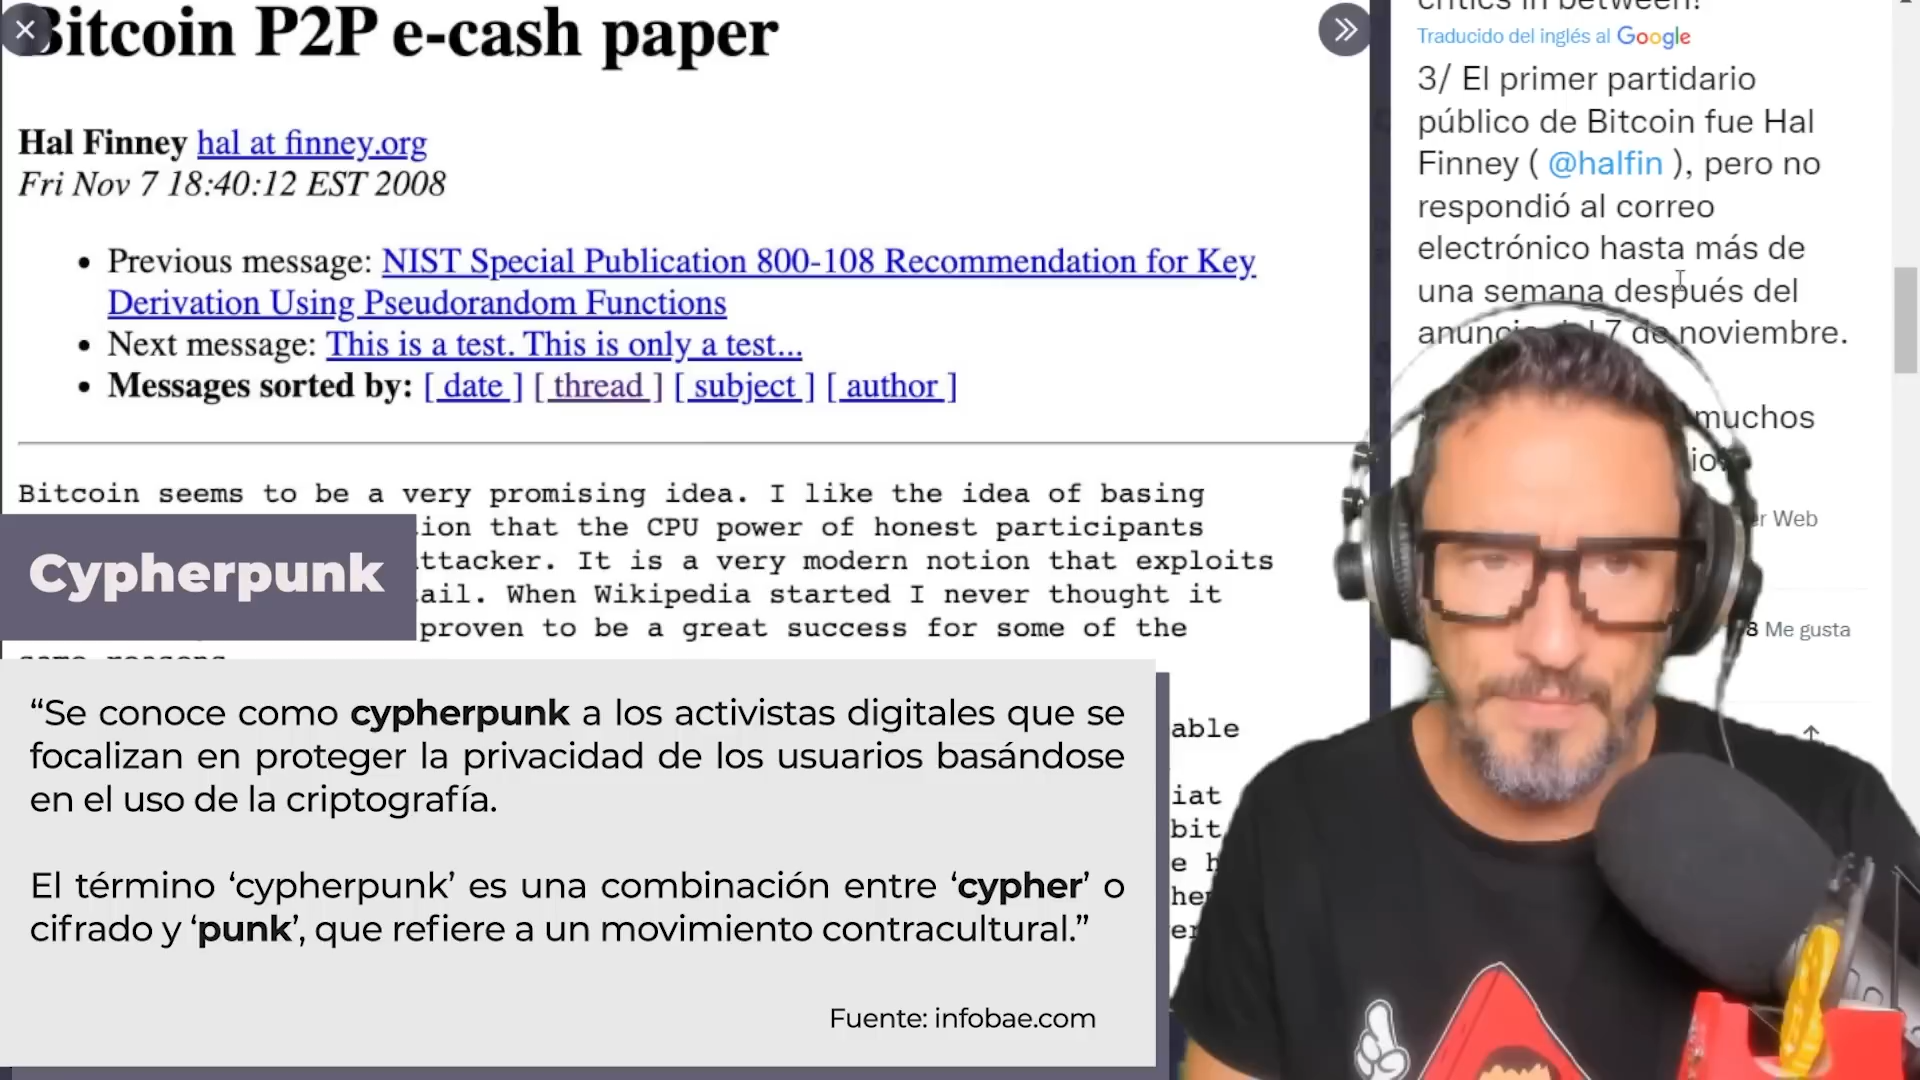 Bitcoin P2P e-cash paper
Hal Finney hal at finney.org
Fri Nov 7 18:40:12 EST 2008
• Previous message: NIST Special Publication 800-108 Recommendation for Key
Derivation Using Pseudorandom Functions
• Next message: This is a test. This is only a test...
• Messages sorted by: [ date ] [ thread ] [ subject ] [ author ]
Bitcoin seems to be a very promising idea. I like the idea of basing
that the CPU power of honest participants
It is a very modern notion that exploits
When Wikipedia started I never thought it
proven to be a great success for some of the
able
Cypherpunk
“Se conoce como cypherpunk a los activistas digitales que se
focalizan en proteger la privacidad de los usuarios basándose
en el uso de la criptografía.
El término ‘cypherpunk’ es una combinación entre ‘cypher’ o
cifrado y ‘punk’, que refiere a un movimiento contracultural.”
Fuente: infobae.com
critics in between!
Traducido del inglés al Google
3/ El primer partidario
público de Bitcoin fue Hal
Finney ( @halfin ), pero no
respondió al correo
electrónico hasta más de
una semana después del
anuncio del 7 de noviembre.
muchos
Web
8 Me gusta